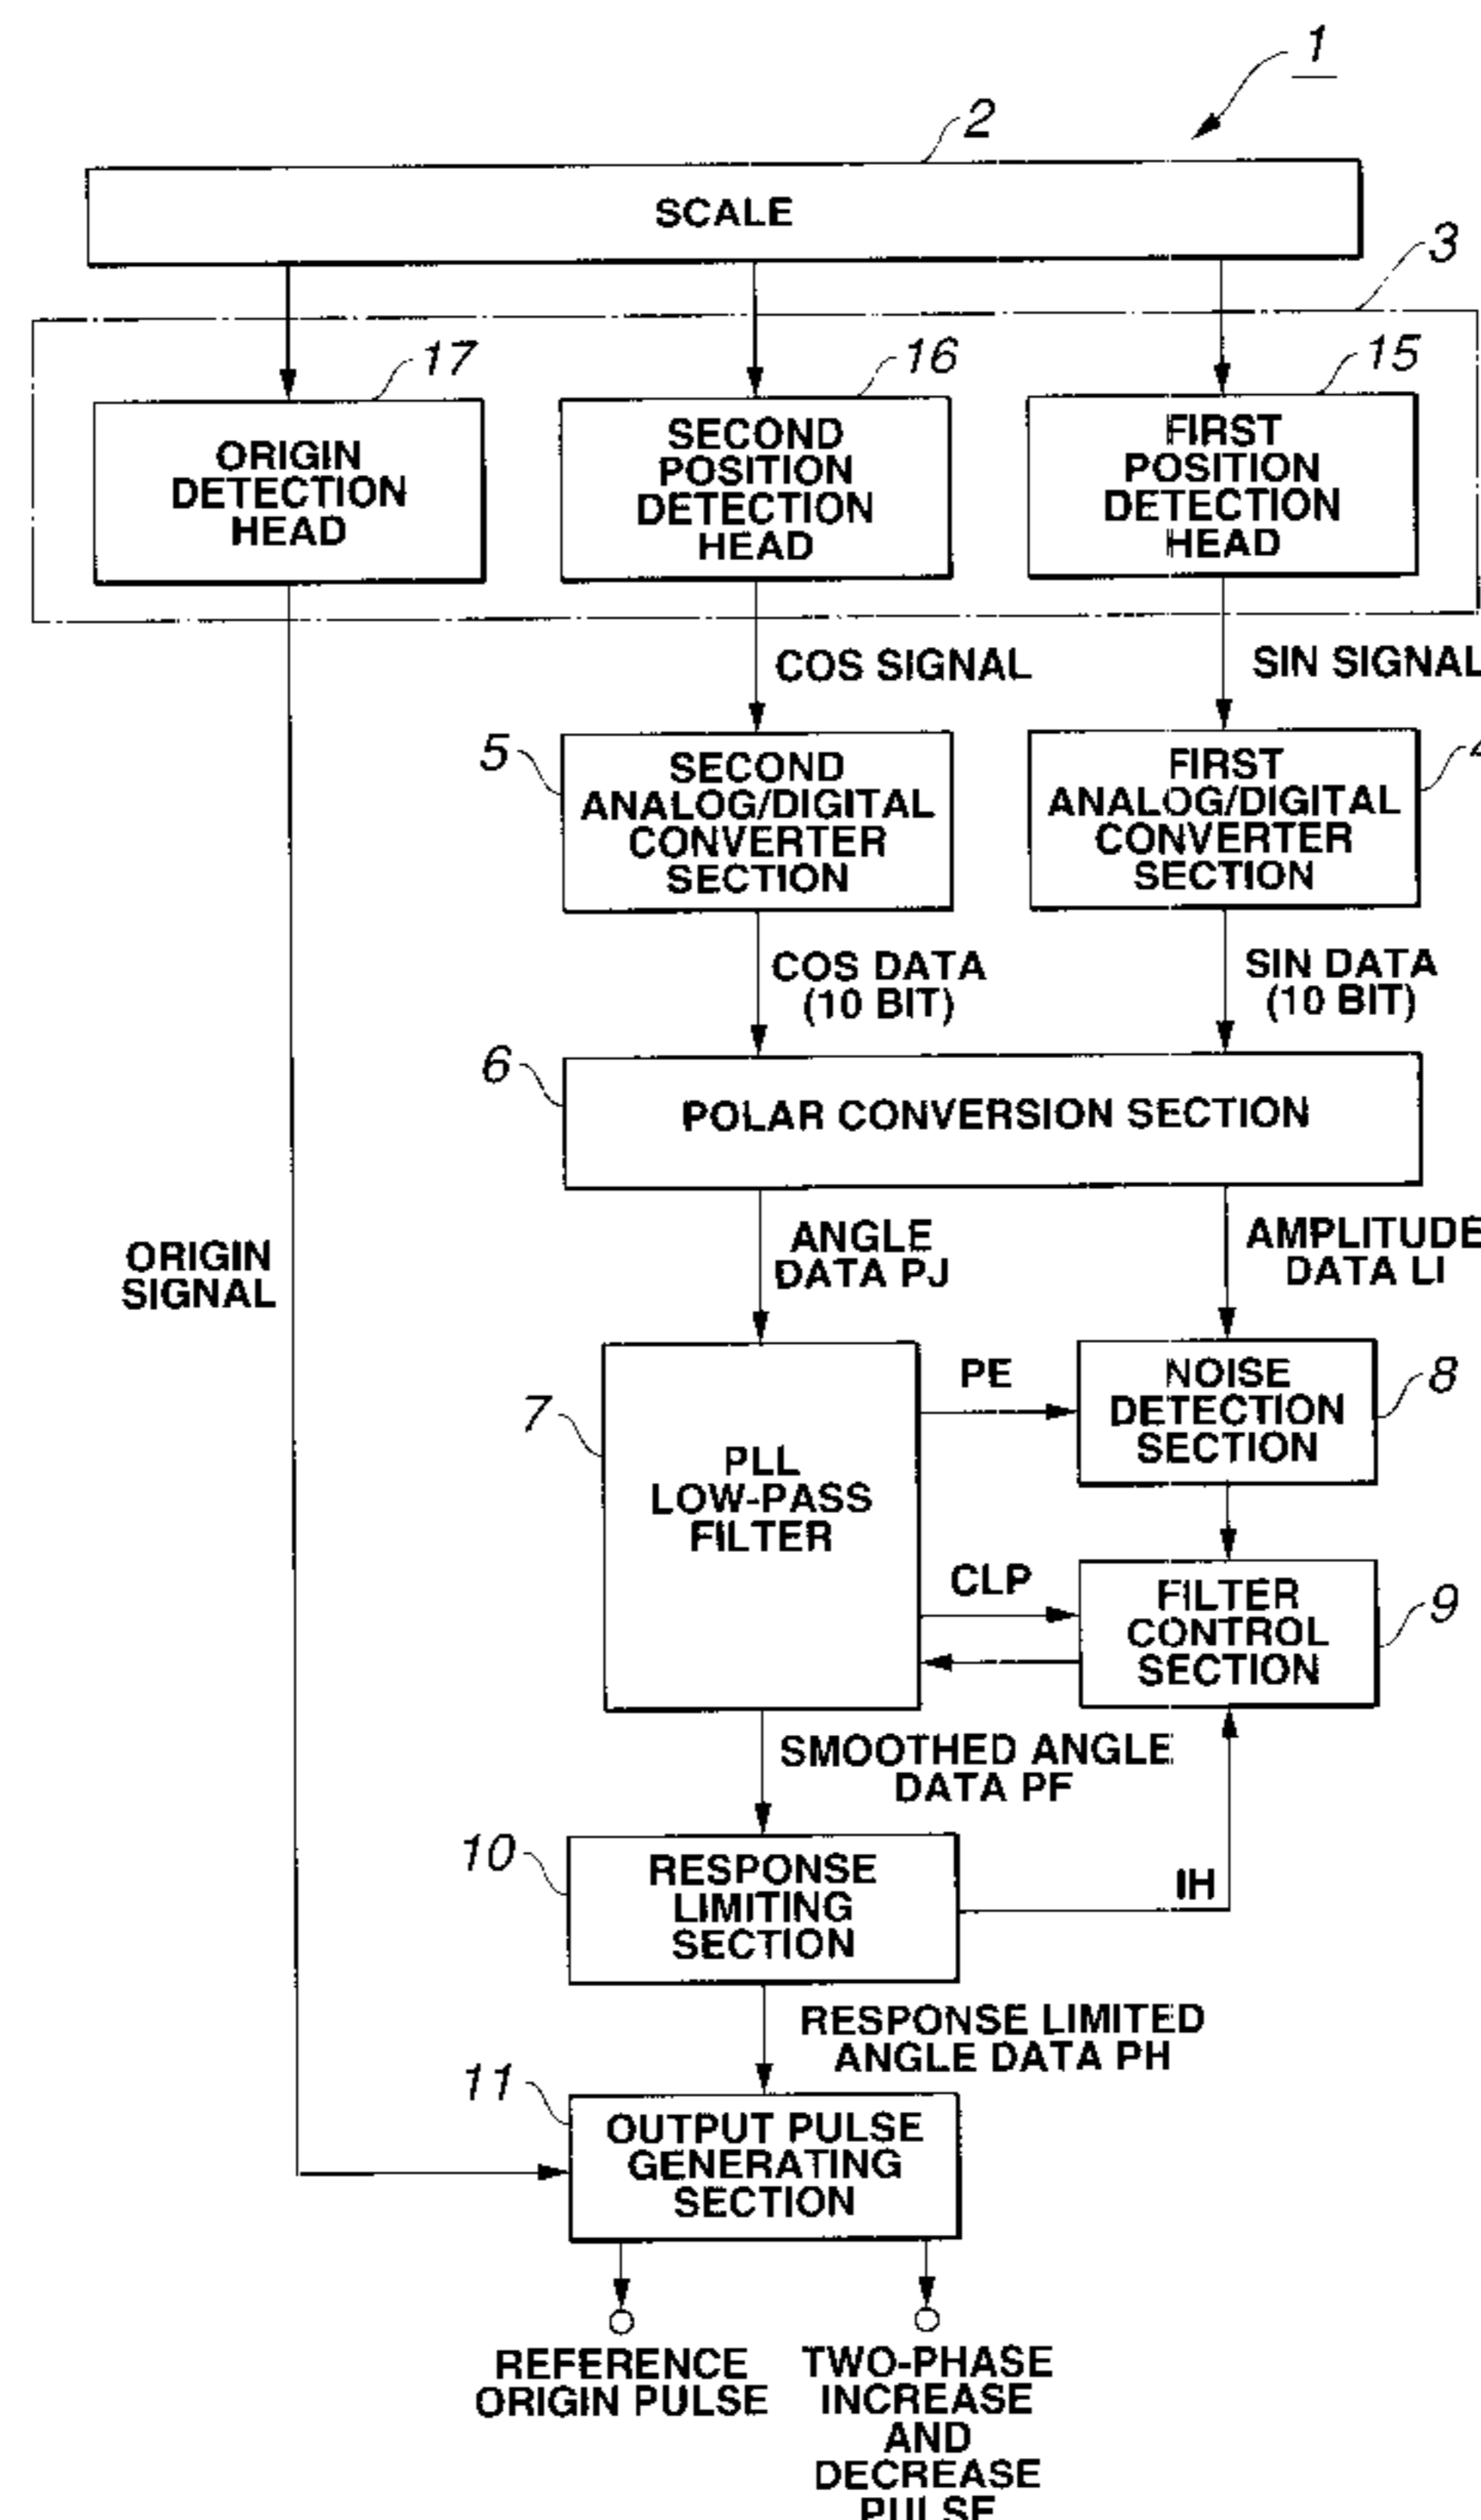 1
2
SCALE
3
17
16
15
ORIGIN
DETECTION
HEAD
SECOND
POSITION
DETECTION
HEAD
FIRST
POSITION
DETECTION
HEAD
COS SIGNAL
SIN SIGNAL
5
SECOND
ANALOG/DIGITAL
CONVERTER
SECTION
FIRST
ANALOG/DIGITAL
CONVERTER
SECTION
4
COS DATA
(10 BIT)
SIN DATA
(10 BIT)
6
POLAR CONVERSION SECTION
ORIGIN
SIGNAL
ANGLE
DATA PJ
AMPLITUDE
DATA LI
7
PLL
LOW-PASS
FILTER
PE
NOISE
DETECTION
SECTION
8
CLP
FILTER
CONTROL
SECTION
9
SMOOTHED ANGLE
DATA PF
10
RESPONSE
LIMITING
SECTION
IH
RESPONSE LIMITED
ANGLE DATA PH
11
OUTPUT PULSE
GENERATING
SECTION
REFERENCE
ORIGIN PULSE
TWO-PHASE
INCREASE
AND
DECREASE
PULSE